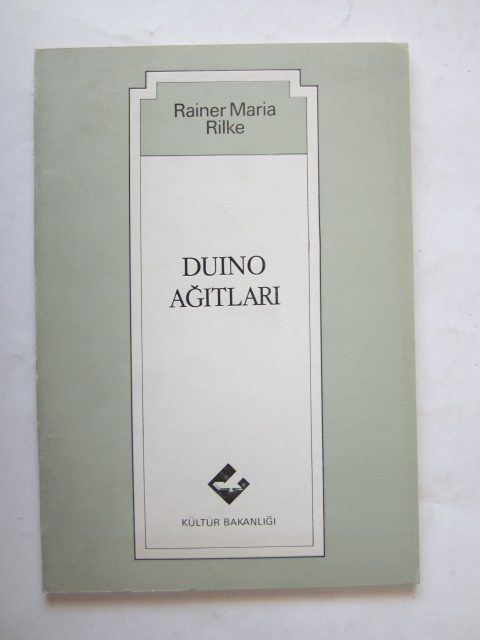 Rainer Maria
Rilke
DUINO
AĞITLARI
KÜLTÜR BAKANLIĞI